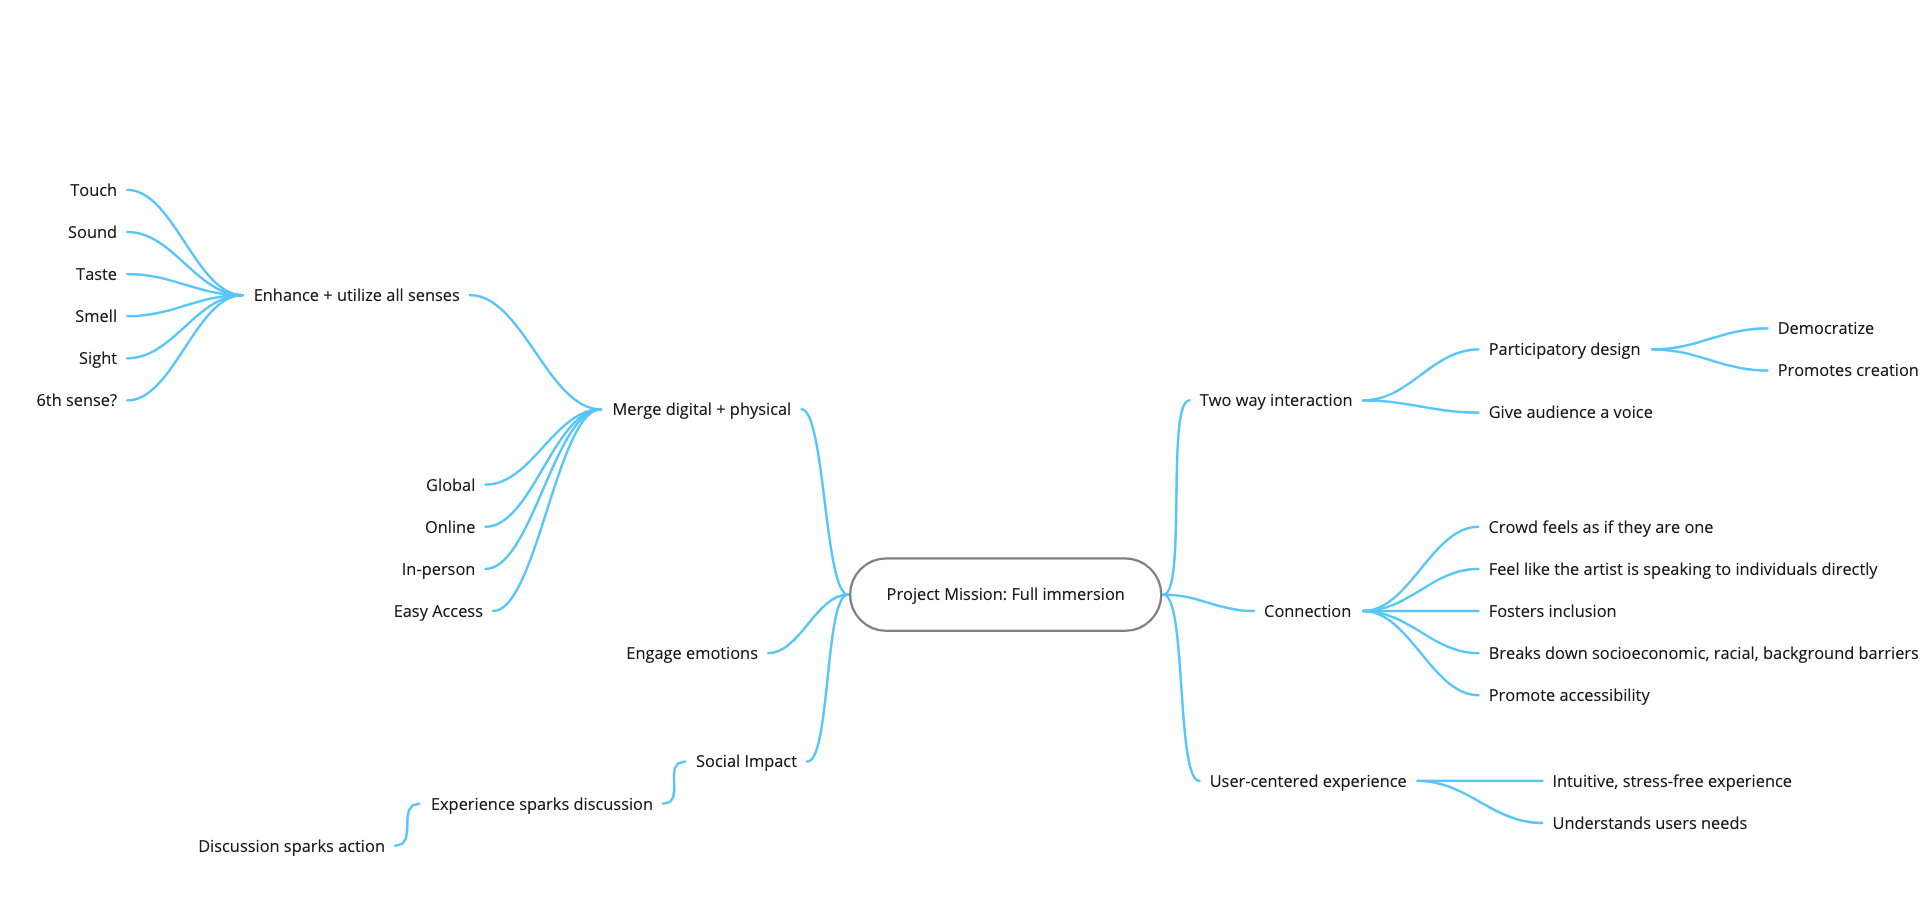 Project Mission: Full immersion
Merge digital + physical
Enhance + utilize all senses
Touch
Sound
Taste
Smell
Sight
6th sense?
Global
Online
In-person
Easy Access
Engage emotions
Social Impact
Experience sparks discussion
Discussion sparks action
Two way interaction
Participatory design
Democratize
Promotes creation
Give audience a voice
Connection
Crowd feels as if they are one
Feel like the artist is speaking to individuals directly
Fosters inclusion
Breaks down socioeconomic, racial, background barriers
Promote accessibility
User-centered experience
Intuitive, stress-free experience
Understands users needs